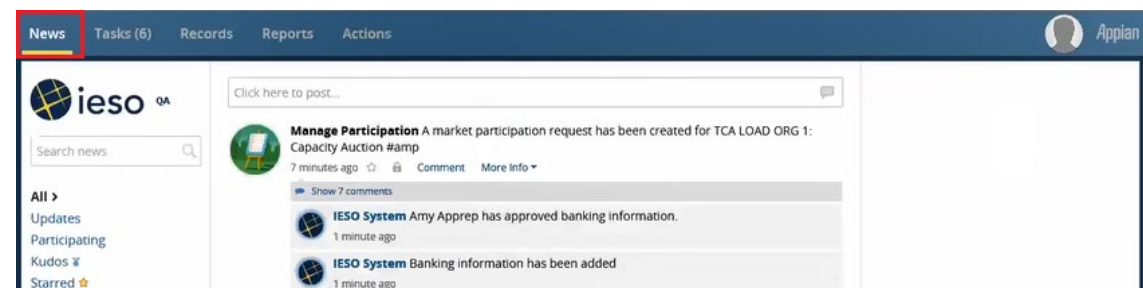 News Tasks (6) Records Reports Actions Appian
ieso QA
Click here to post...
Search news
Manage Participation A market participation request has been created for TCA LOAD ORG 1:
Capacity Auction #amp
7 minutes ago Comment More Info
Show 7 comments
All >
Updates
Participating
Kudos
Starred
IESO System Amy Apprep has approved banking information.
1 minute ago
IESO System Banking information has been added
1 minute ago